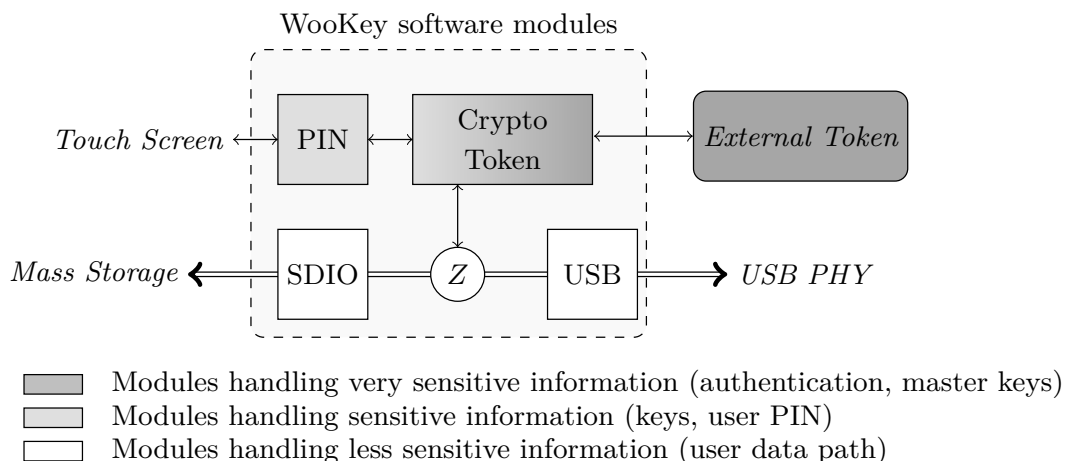 WooKey software modules
Touch Screen
PIN
Crypto
Token
External Token
Mass Storage
SDIO
Z
USB
USB PHY
Modules handling very sensitive information (authentication, master keys)
Modules handling sensitive information (keys, user PIN)
Modules handling less sensitive information (user data path)